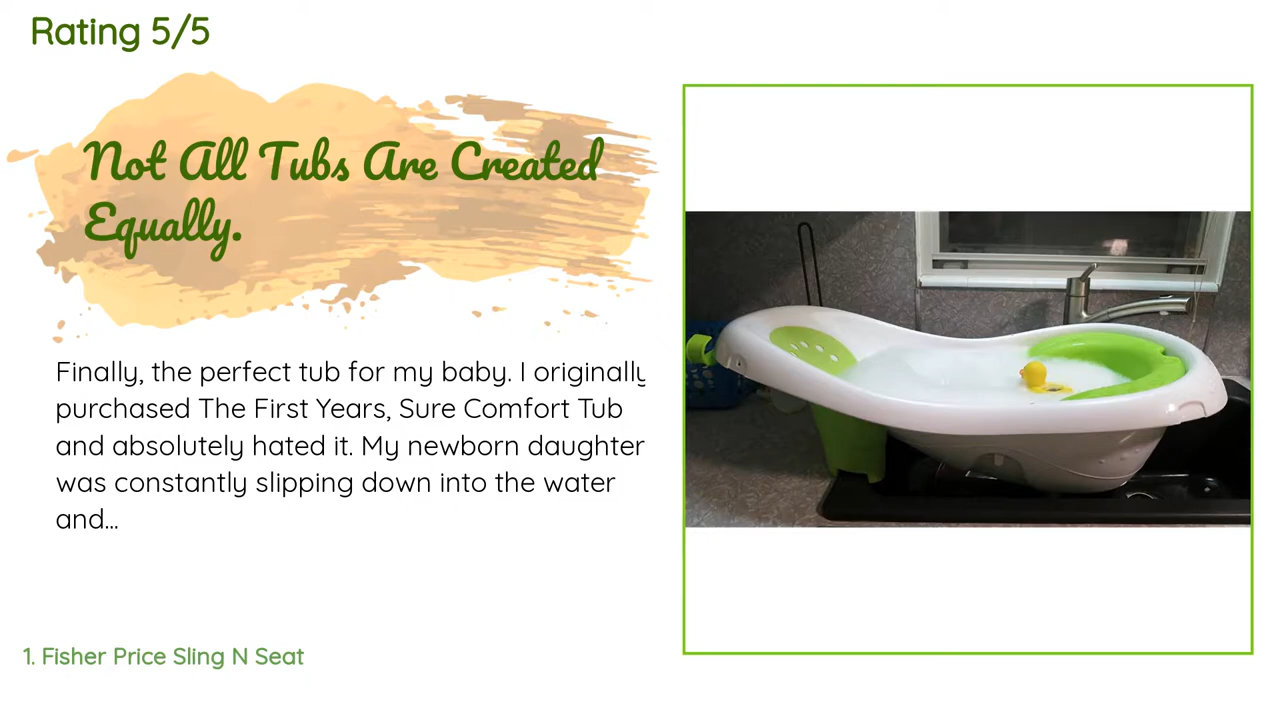 Rating 5/5
Not All Tubs Are Created
Equally.
Finally, the perfect tub for my baby. I originally
purchased The First Years, Sure Comfort Tub
and absolutely hated it. My newborn daughter
was constantly slipping down into the water
and...
1. Fisher Price Sling N Seat